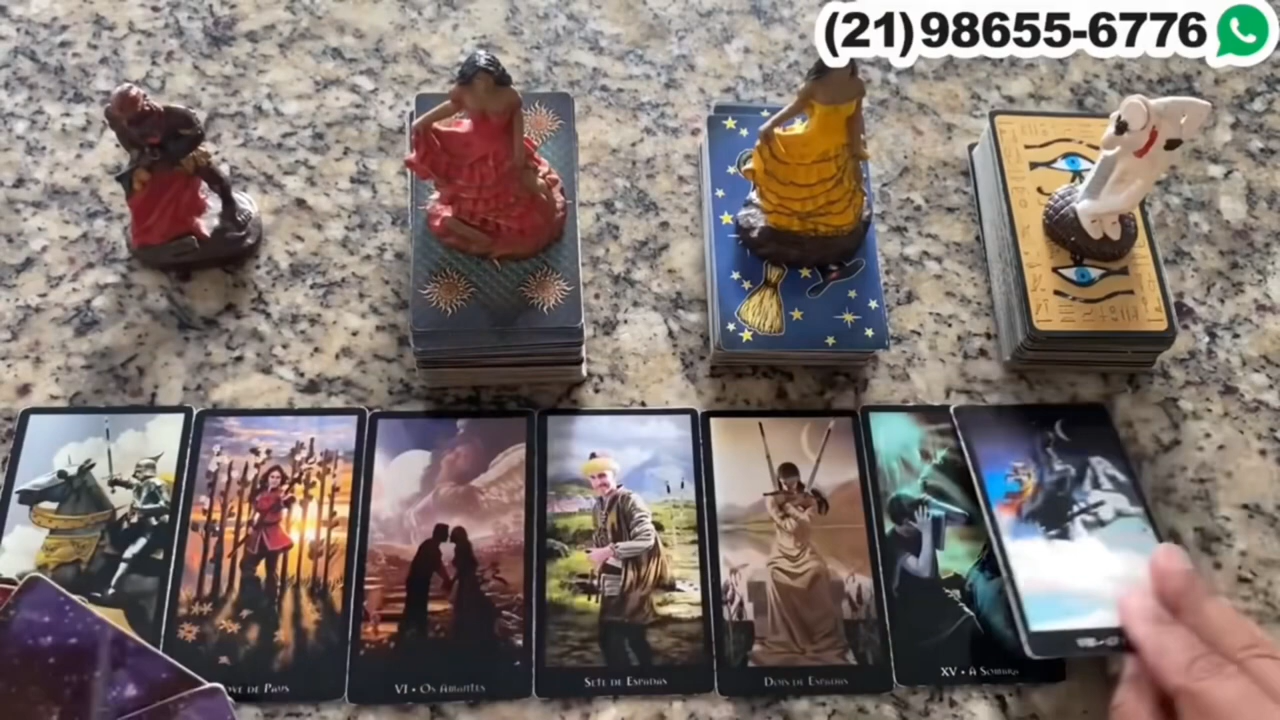 (21)98655-6776
VI • Os Amantes
Sete de Espadas
Dois de Espadas
XV • A Sombra